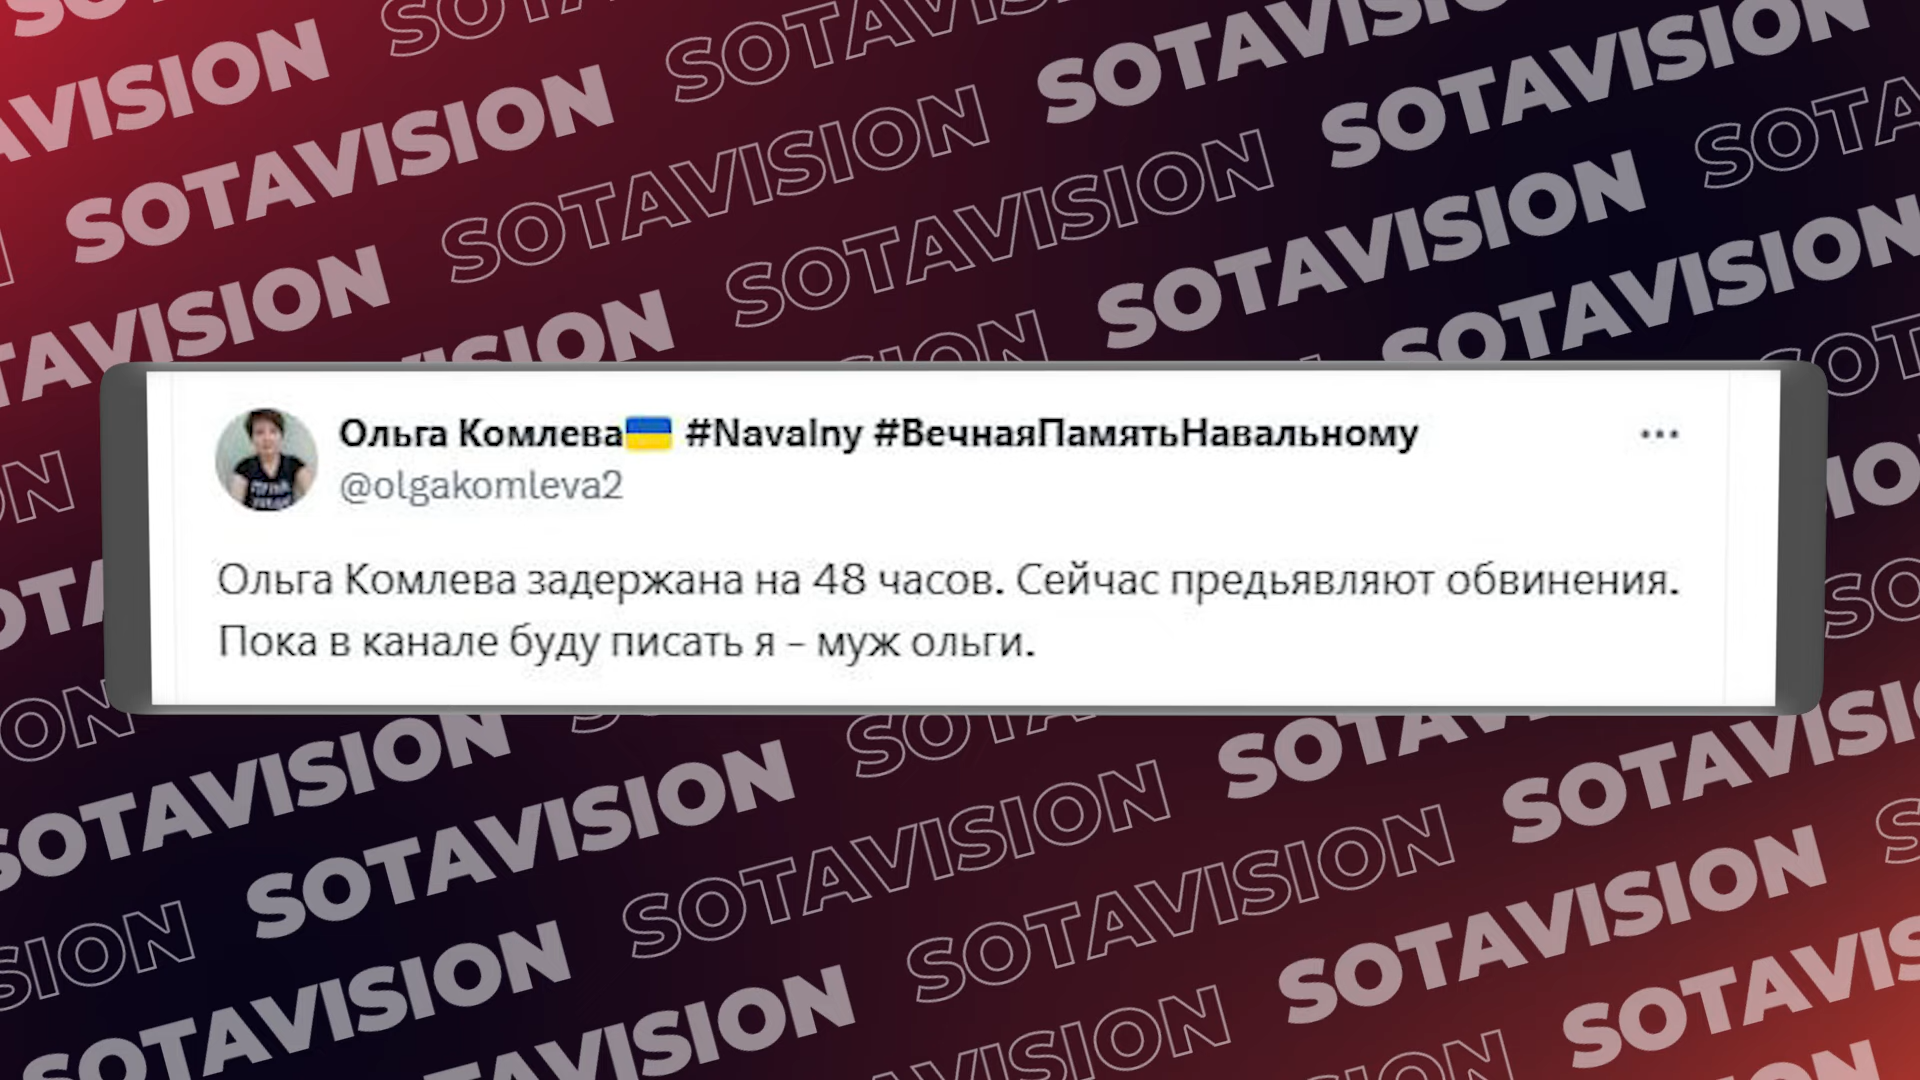 SOTAVISION
Ольга Комлева🇺🇦 #Navalny #ВечнаяПамятьНавальному
@olgakomleva2
Ольга Комлева задержана на 48 часов. Сейчас предьявляют обвинения.
Пока в канале буду писать я – муж ольги.